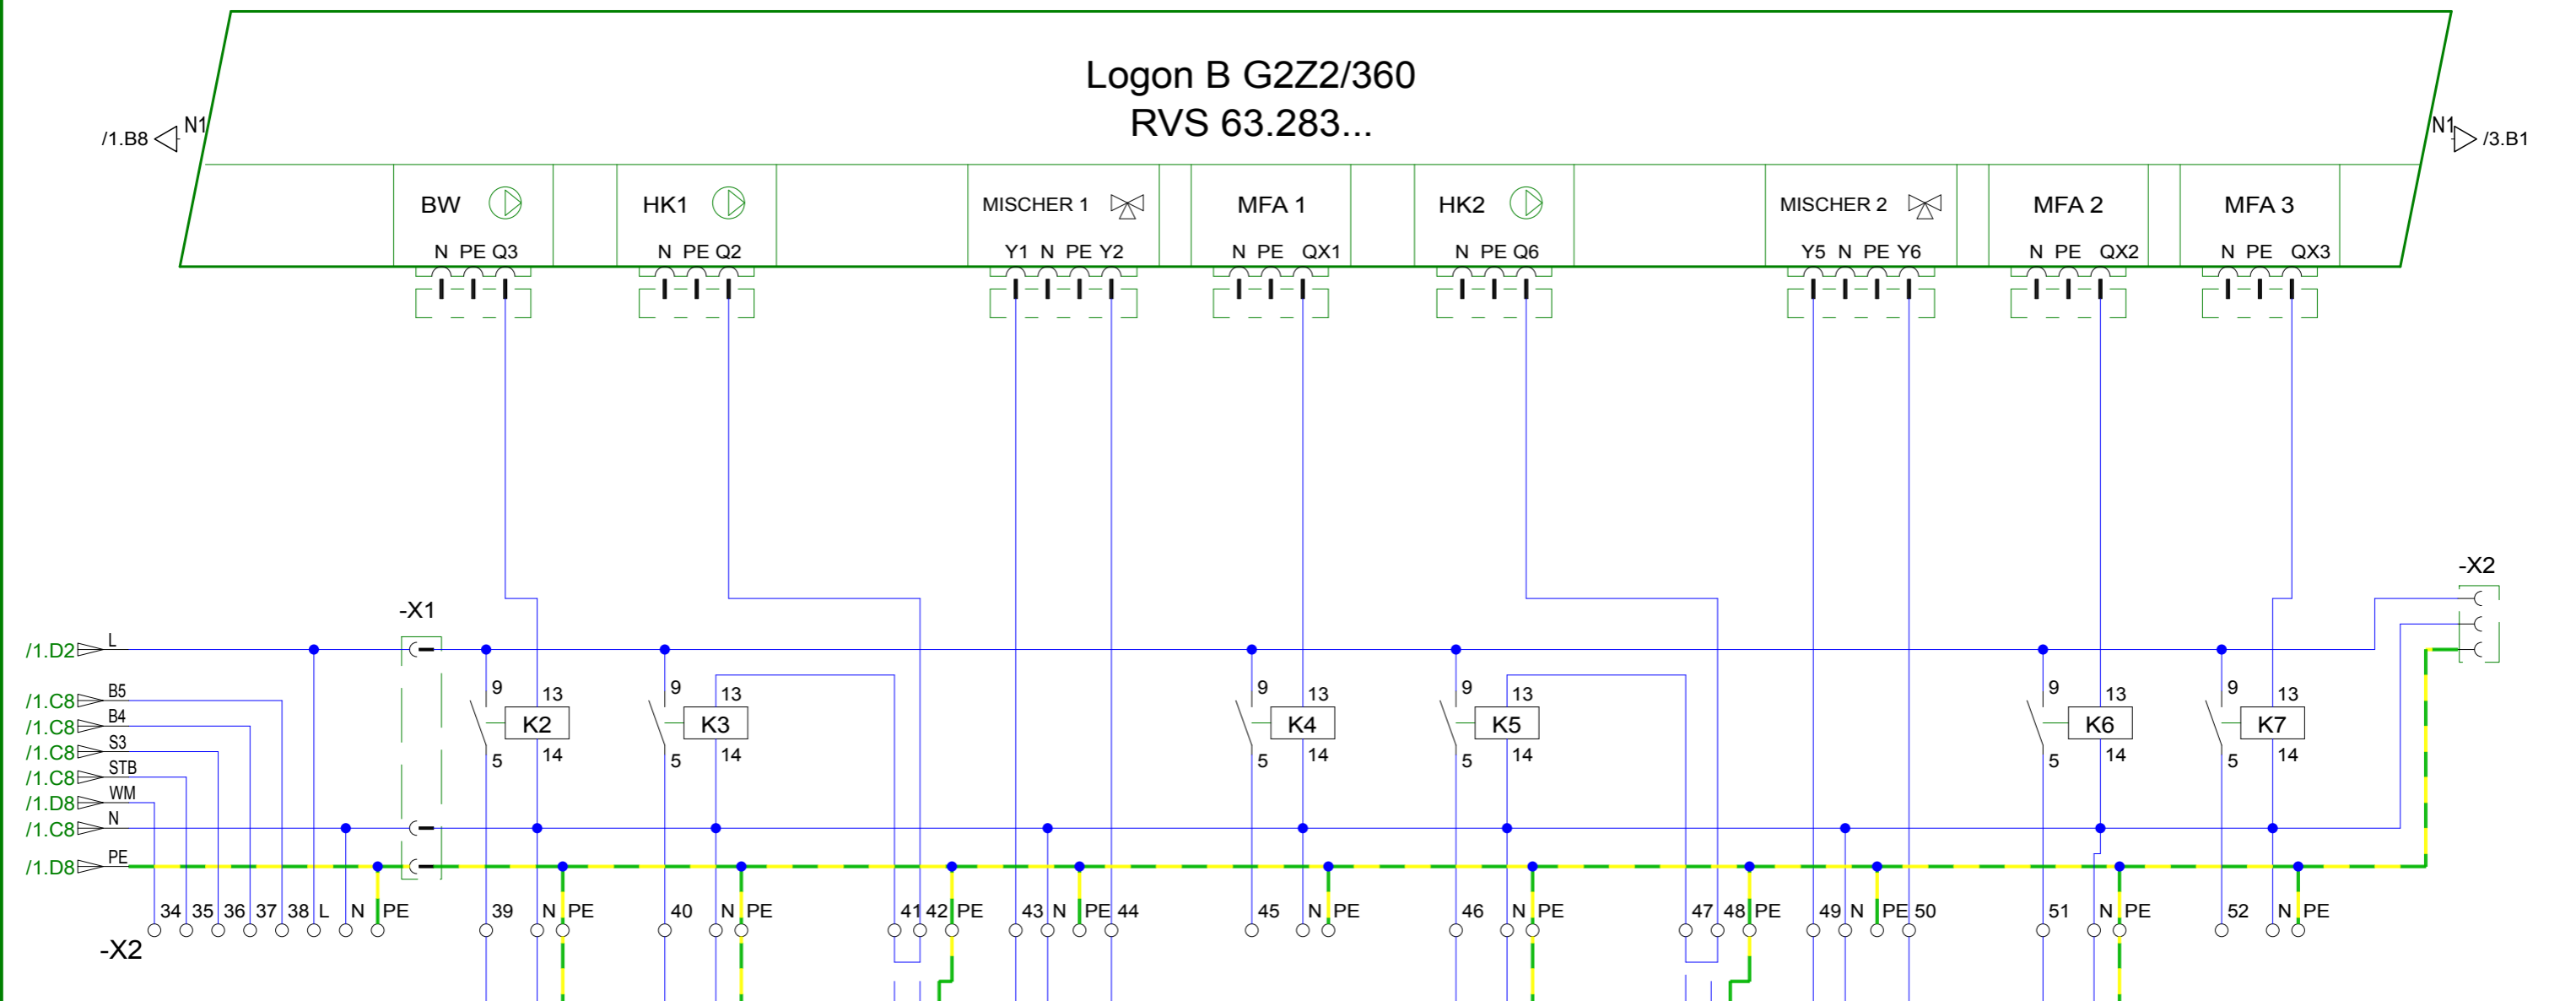 Logon B G2Z2/360
RVS 63.283...
/1.B8 N1 N1 /3.B1
BW HK1 MISCHER 1 MFA 1 HK2 MISCHER 2 MFA 2 MFA 3
N PE Q3 N PE Q2 Y1 N PE Y2 N PE QX1 N PE Q6 Y5 N PE Y6 N PE QX2 N PE QX3
-X2
-X1
/1.D2 L
/1.C8 B5
/1.C8 B4
/1.C8 S3
/1.C8 STB
/1.D8 WM
/1.C8 N
/1.D8 PE
9 13 9 13 9 13 9 13 9 13 9 13
K2 K3 K4 K5 K6 K7
5 14 5 14 5 14 5 14 5 14 5 14
34 35 36 37 38 L N PE 39 N PE 40 N PE 41 42 PE 43 N PE 44 45 N PE 46 N PE 47 48 PE 49 N PE 50 51 N PE 52 N PE
-X2